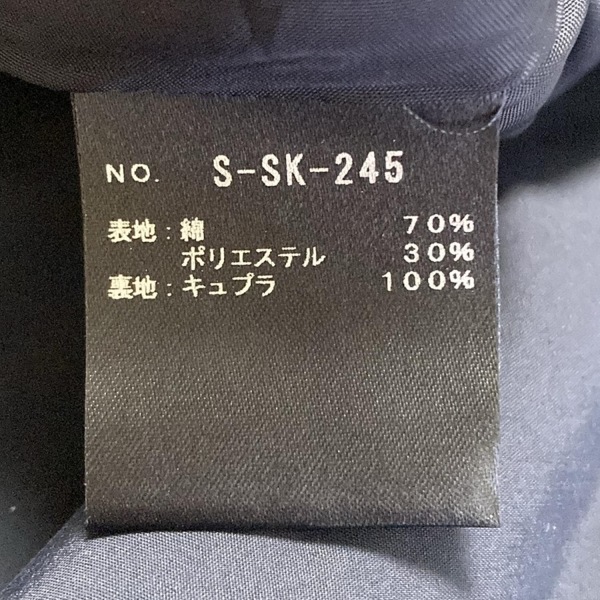 NO. S-SK-245
表地：綿 70%
ポリエステル 30%
裏地：キュプラ 100%